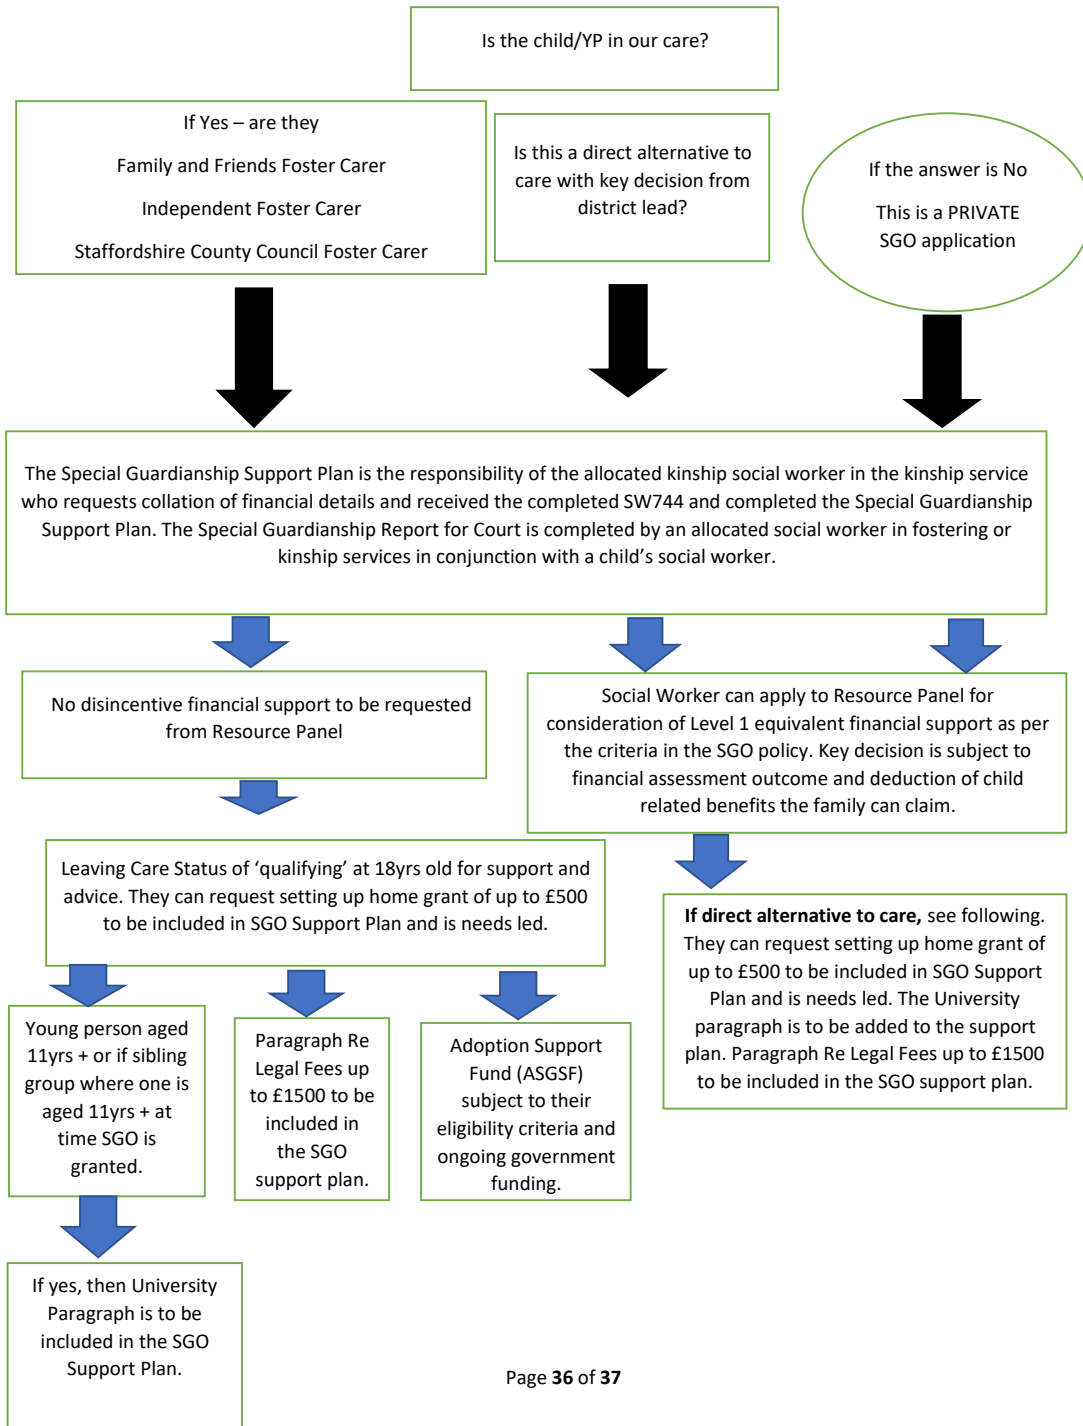 Is the child/YP in our care?
If Yes – are they
Family and Friends Foster Carer
Independent Foster Carer
Staffordshire County Council Foster Carer
Is this a direct alternative to
care with key decision from
district lead?
If the answer is No
This is a PRIVATE
SGO application
The Special Guardianship Support Plan is the responsibility of the allocated kinship social worker in the kinship service
who requests collation of financial details and received the completed SW744 and completed the Special Guardianship
Support Plan. The Special Guardianship Report for Court is completed by an allocated social worker in fostering or
kinship services in conjunction with a child’s social worker.
No disincentive financial support to be requested
from Resource Panel
Social Worker can apply to Resource Panel for
consideration of Level 1 equivalent financial support as per
the criteria in the SGO policy. Key decision is subject to
financial assessment outcome and deduction of child
related benefits the family can claim.
Leaving Care Status of ‘qualifying’ at 18yrs old for support and
advice. They can request setting up home grant of up to £500
to be included in SGO Support Plan and is needs led.
If direct alternative to care, see following.
They can request setting up home grant of
up to £500 to be included in SGO Support
Plan and is needs led. The University
paragraph is to be added to the support
plan. Paragraph Re Legal Fees up to £1500
to be included in the SGO support plan.
Young person aged
11yrs + or if sibling
group where one is
aged 11yrs + at
time SGO is
granted.
Paragraph Re
Legal Fees up
to £1500 to be
included in
the SGO
support plan.
Adoption Support
Fund (ASGSF)
subject to their
eligibility criteria and
ongoing government
funding.
If yes, then University
Paragraph is to be
included in the SGO
Support Plan.
Page 36 of 37